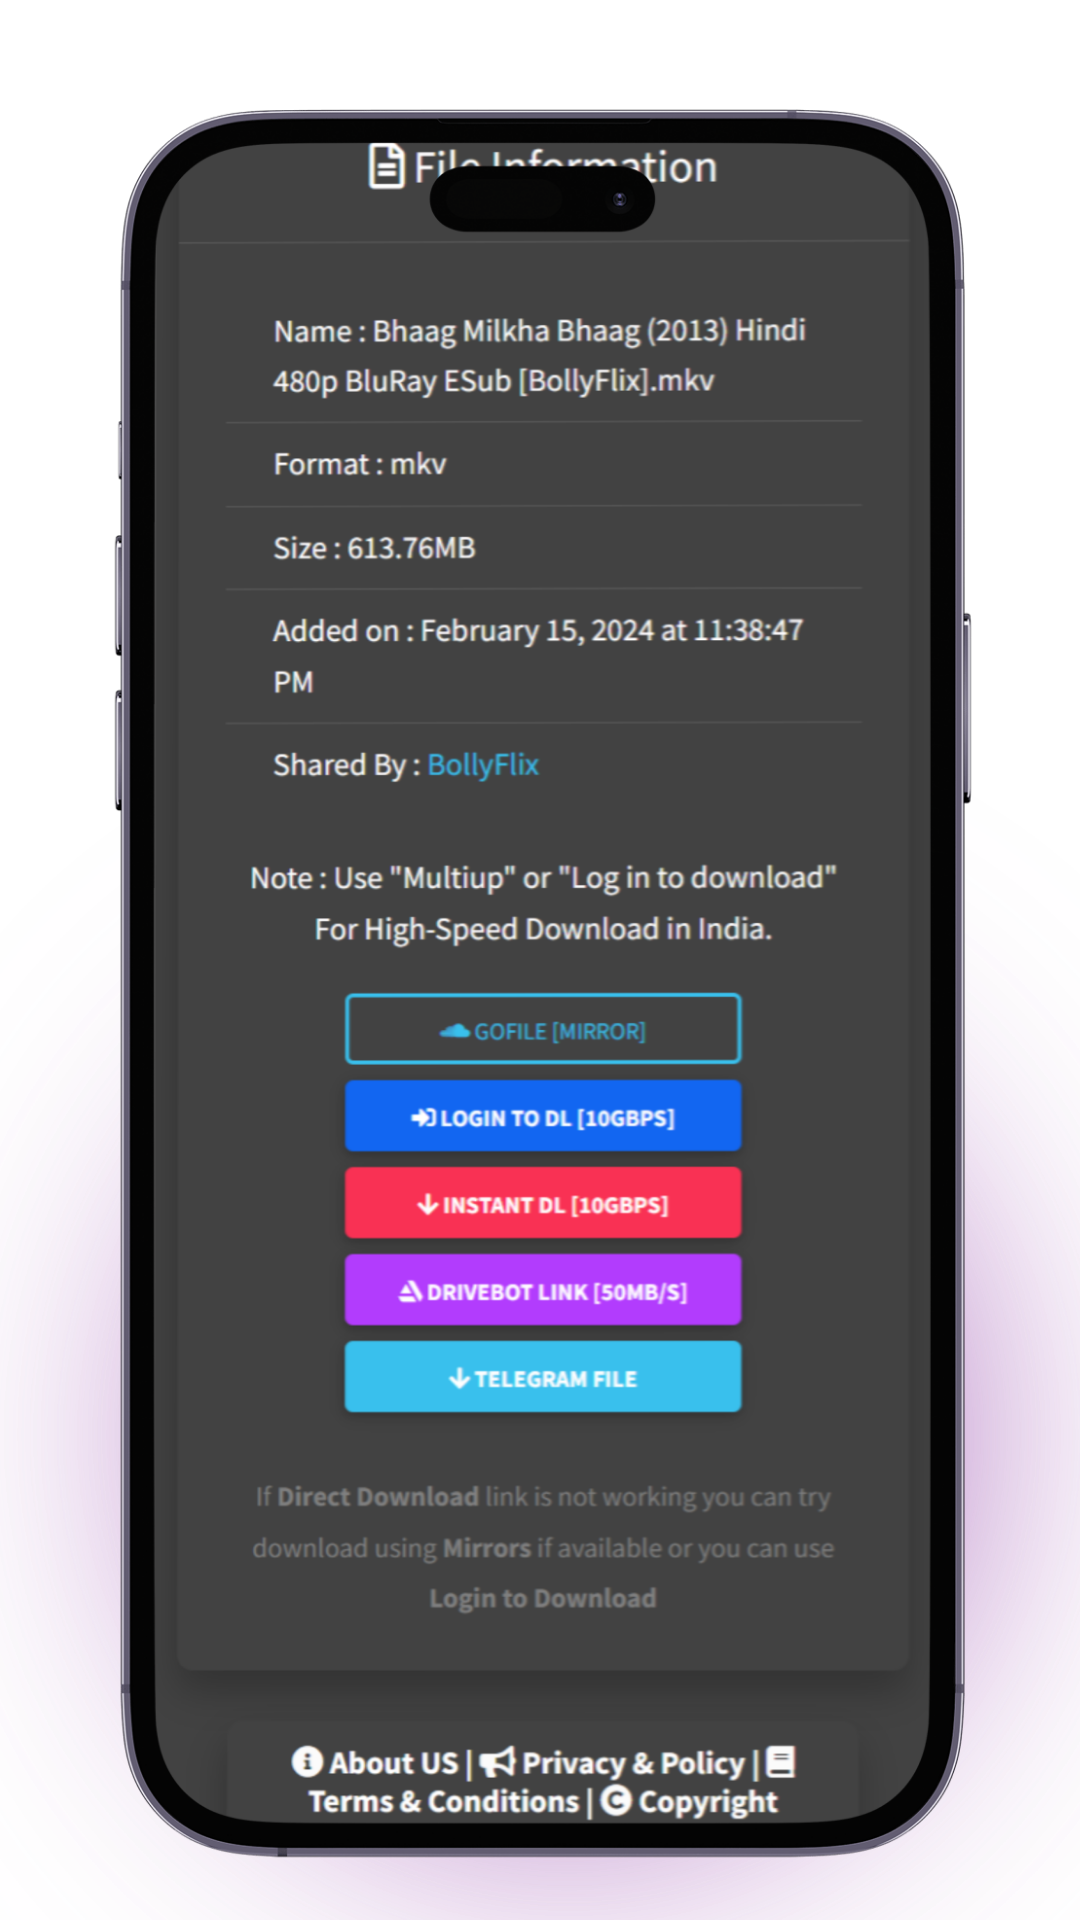 File Information
Name : Bhaag Milkha Bhaag (2013) Hindi
480p BluRay ESub [BollyFlix].mkv
Format : mkv
Size : 613.76MB
Added on : February 15, 2024 at 11:38:47
PM
Shared By : BollyFlix
Note : Use "Multiup" or "Log in to download"
For High-Speed Download in India.
GOFILE [MIRROR]
LOGIN TO DL [10GBPS]
INSTANT DL [10GBPS]
DRIVEBOT LINK [50MB/S]
TELEGRAM FILE
If Direct Download link is not working you can try
download using Mirrors if available or you can use
Login to Download
About US | Privacy & Policy |
Terms & Conditions | Copyright